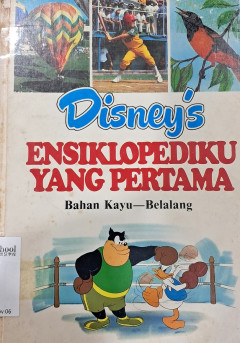 Disney's
ENSIKLOPEDIKU
YANG PERTAMA
Bahan Kayu—Belalang